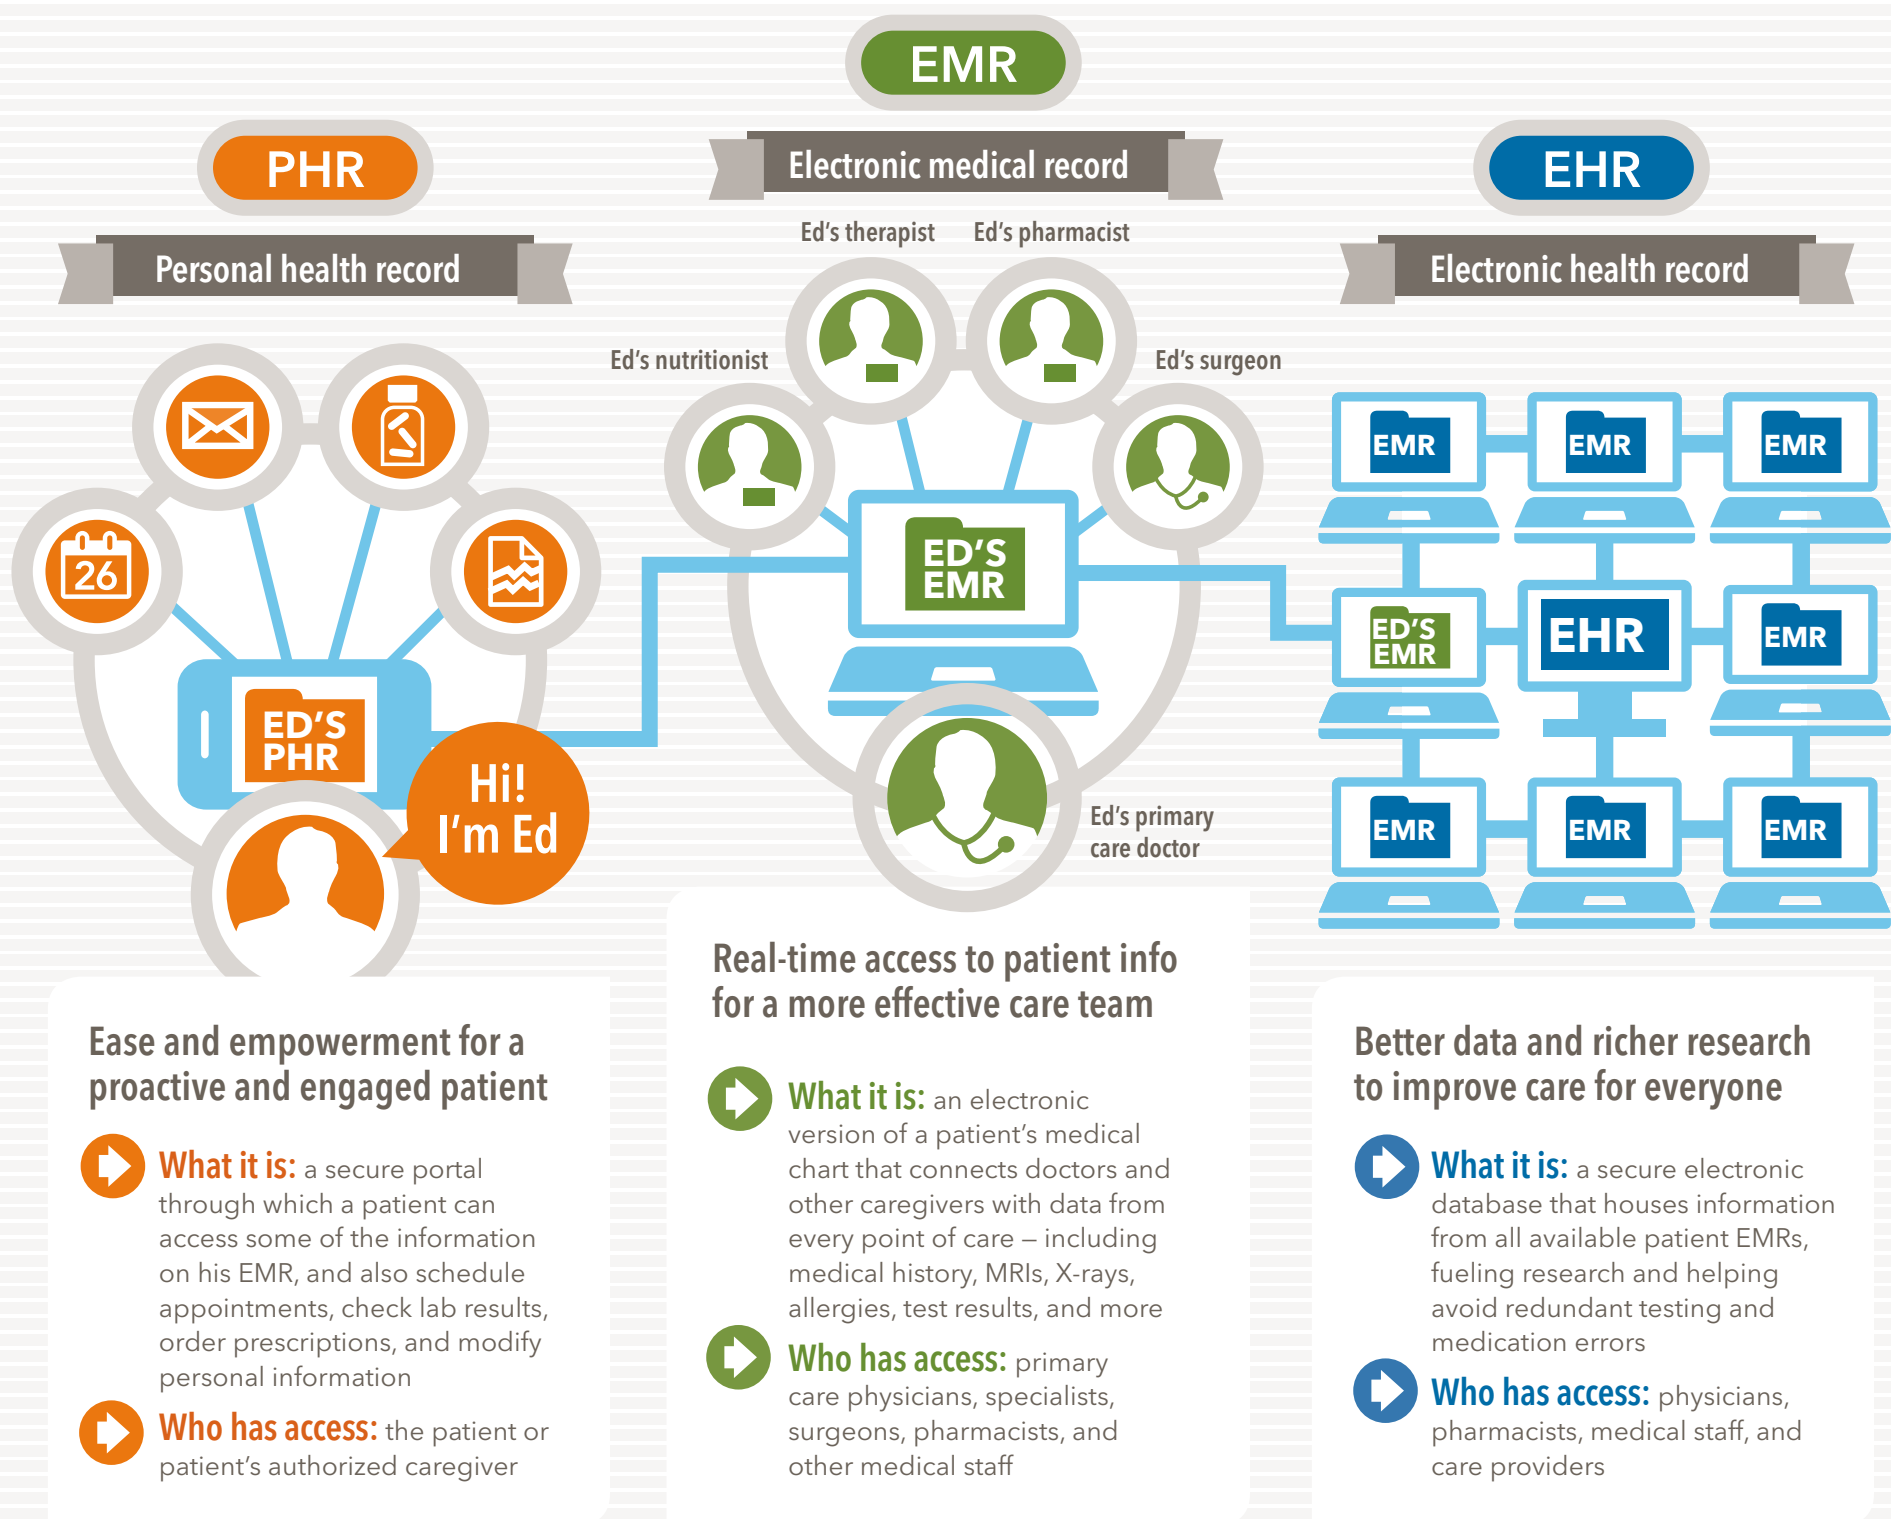 PHR
Personal health record
26
ED'S
PHR
Hi!
I'm Ed
Ease and empowerment for a
proactive and engaged patient
What it is: a secure portal
through which a patient can
access some of the information
on his EMR, and also schedule
appointments, check lab results,
order prescriptions, and modify
personal information
Who has access: the patient or
patient's authorized caregiver
EMR
Electronic medical record
Ed's therapist
Ed's pharmacist
Ed's nutritionist
Ed's surgeon
ED'S
EMR
Ed's primary
care doctor
Real-time access to patient info
for a more effective care team
What it is: an electronic
version of a patient's medical
chart that connects doctors and
other caregivers with data from
every point of care – including
medical history, MRIs, X-rays,
allergies, test results, and more
Who has access: primary
care physicians, specialists,
surgeons, pharmacists, and
other medical staff
EHR
Electronic health record
EMR
EMR
EMR
ED'S
EMR
EHR
EMR
EMR
EMR
EMR
Better data and richer research
to improve care for everyone
What it is: a secure electronic
database that houses information
from all available patient EMRs,
fueling research and helping
avoid redundant testing and
medication errors
Who has access: physicians,
pharmacists, medical staff, and
care providers